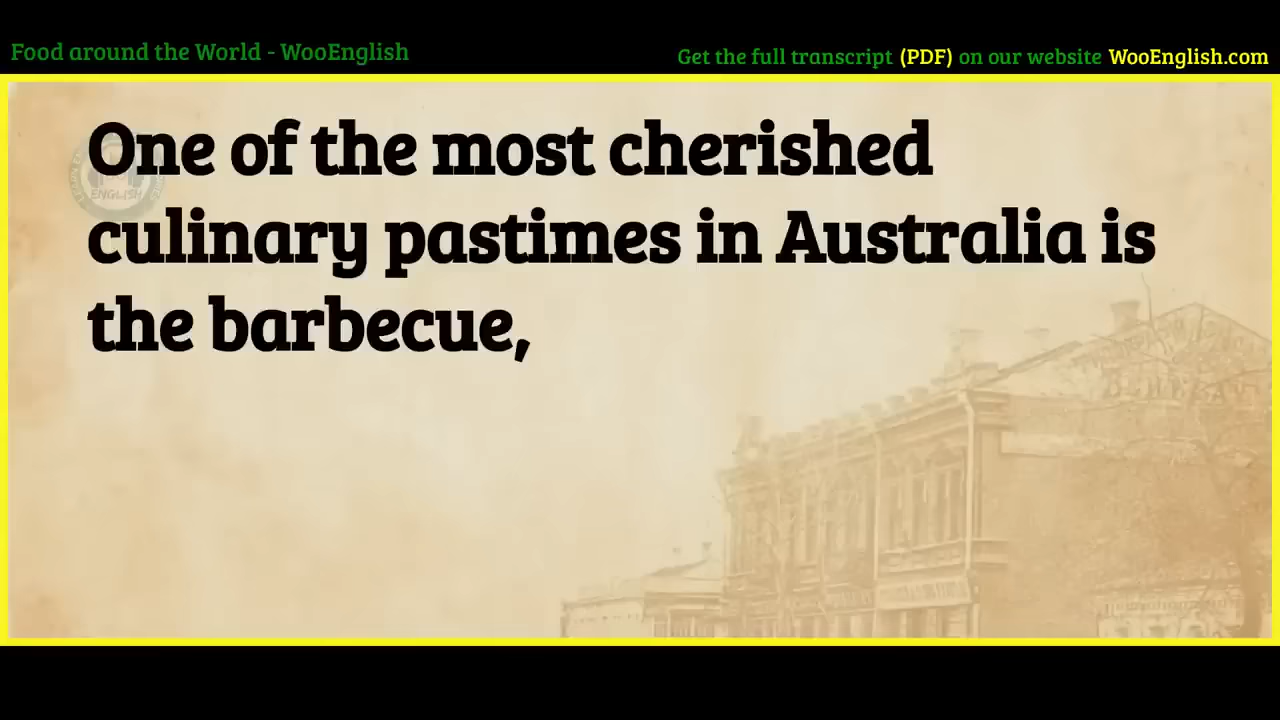 Food around the World - WooEnglish
Get the full transcript (PDF) on our website WooEnglish.com
One of the most cherished
culinary pastimes in Australia is
the barbecue,
ENGLISH